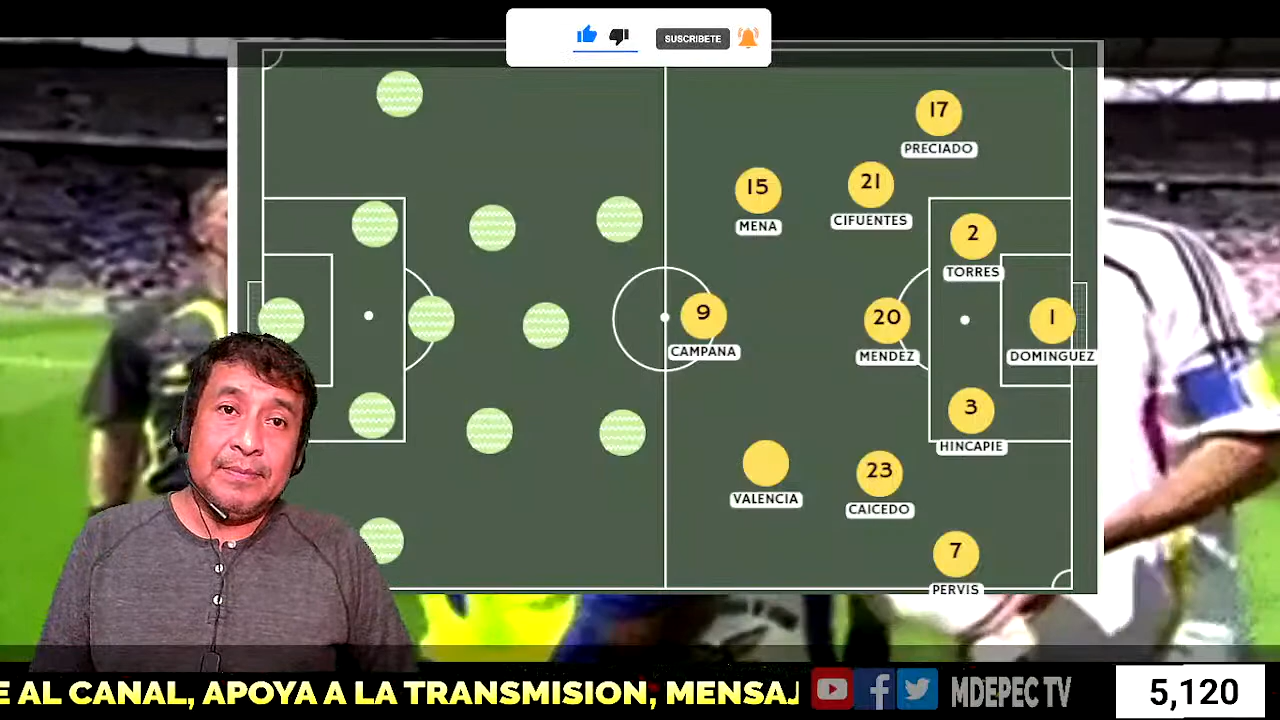 SUSCRIBETE
17
PRECIADO
15
MENA
21
CIFUENTES
2
TORRES
9
CAMPANA
20
MENDEZ
1
DOMINGUEZ
3
HINCAPIE
VALENCIA
23
CAICEDO
7
PERVIS
E AL CANAL, APOYA A LA TRANSMISION, MENSAJ
MDEPEC TV
5,120